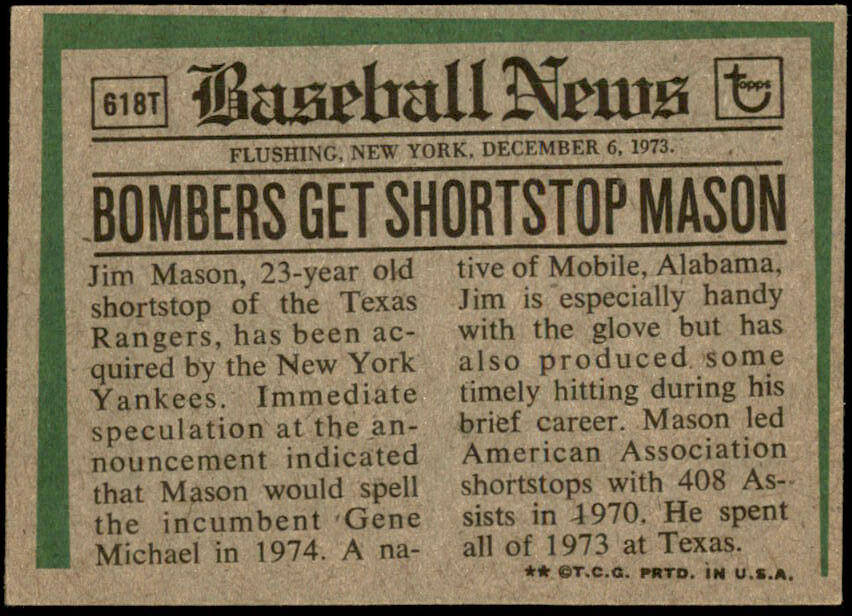 618T
Baseball News
topps
FLUSHING, NEW YORK, DECEMBER 6, 1973.
BOMBERS GET SHORTSTOP MASON
Jim Mason, 23-year old
shortstop of the Texas
Rangers, has been ac-
quired by the New York
Yankees. Immediate
speculation at the an-
nouncement indicated
that Mason would spell
the incumbent Gene
Michael in 1974. A na-
tive of Mobile, Alabama,
Jim is especially handy
with the glove but has
also produced some
timely hitting during his
brief career. Mason led
American Association
shortstops with 408 As-
sists in 1970. He spent
all of 1973 at Texas.
** ©T.C.G. PRTD. IN U.S.A.